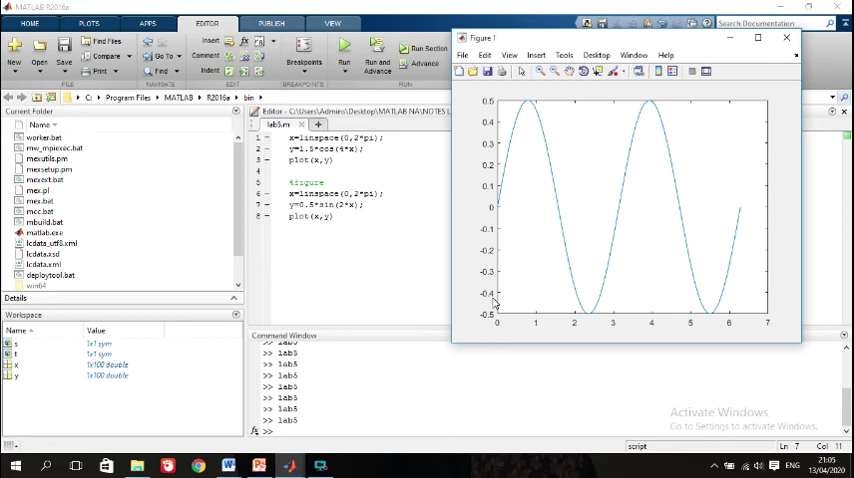 MATLAB R2016a
HOME PLOTS APPS EDITOR PUBLISH VIEW
Search Documentation
New Open Save
Find Files
Compare
Print
FILE
Go To
Find
NAVIGATE
Insert
Comment
Indent
EDIT
Breakpoints
BREAKPOINTS
Run
Run and Advance
Run Section
Advance
C: Program Files MATLAB R2016a bin
Current Folder
Name
worker.bat
mw_mpiexec.bat
mexutils.pm
mexsetup.pm
mexext.bat
mex.pl
mex.bat
mcc.bat
mbuild.bat
matlab.exe
lcdata_utf8.xml
lcdata.xsd
lcdata.xml
deploytool.bat
win64
Details
Workspace
Name Value
s 1x1 sym
t 1x1 sym
x 1x100 double
y 1x100 double
Editor - C:\Users\Admins\Desktop\MATLAB NA\NOTES L
lab5.m
1 x=linspace(0,2*pi);
2 y=1.5*cos(4*x);
3 plot(x,y)
4
5 %figure
6 x=linspace(0,2*pi);
7 y=0.5*sin(2*x);
8 plot(x,y)
Command Window
>> lab5
>> lab5
>> lab5
>> lab5
>> lab5
>> lab5
>> lab5
>> lab5
fx >>
Figure 1
File Edit View Insert Tools Desktop Window Help
0.5
0.4
0.3
0.2
0.1
0
-0.1
-0.2
-0.3
-0.4
-0.5
0 1 2 3 4 5 6 7
Activate Windows
Go to Settings to activate Windows.
script Ln 7 Col 11
ENG
21:05
13/04/2020